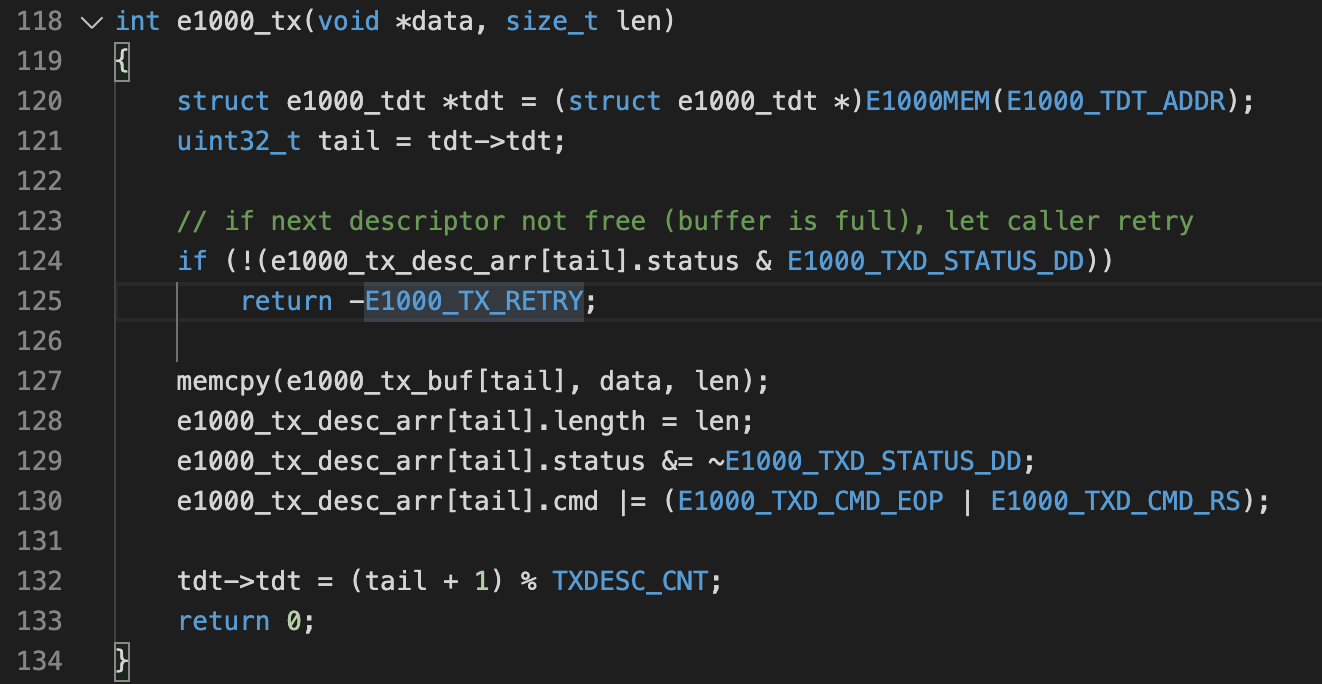 118 int e1000_tx(void *data, size_t len)
119 {
120     struct e1000_tdt *tdt = (struct e1000_tdt *)E1000MEM(E1000_TDT_ADDR);
121     uint32_t tail = tdt->tdt;
122
123     // if next descriptor not free (buffer is full), let caller retry
124     if (!(e1000_tx_desc_arr[tail].status & E1000_TXD_STATUS_DD))
125         return -E1000_TX_RETRY;
126
127     memcpy(e1000_tx_buf[tail], data, len);
128     e1000_tx_desc_arr[tail].length = len;
129     e1000_tx_desc_arr[tail].status &= ~E1000_TXD_STATUS_DD;
130     e1000_tx_desc_arr[tail].cmd |= (E1000_TXD_CMD_EOP | E1000_TXD_CMD_RS);
131
132     tdt->tdt = (tail + 1) % TXDESC_CNT;
133     return 0;
134 }